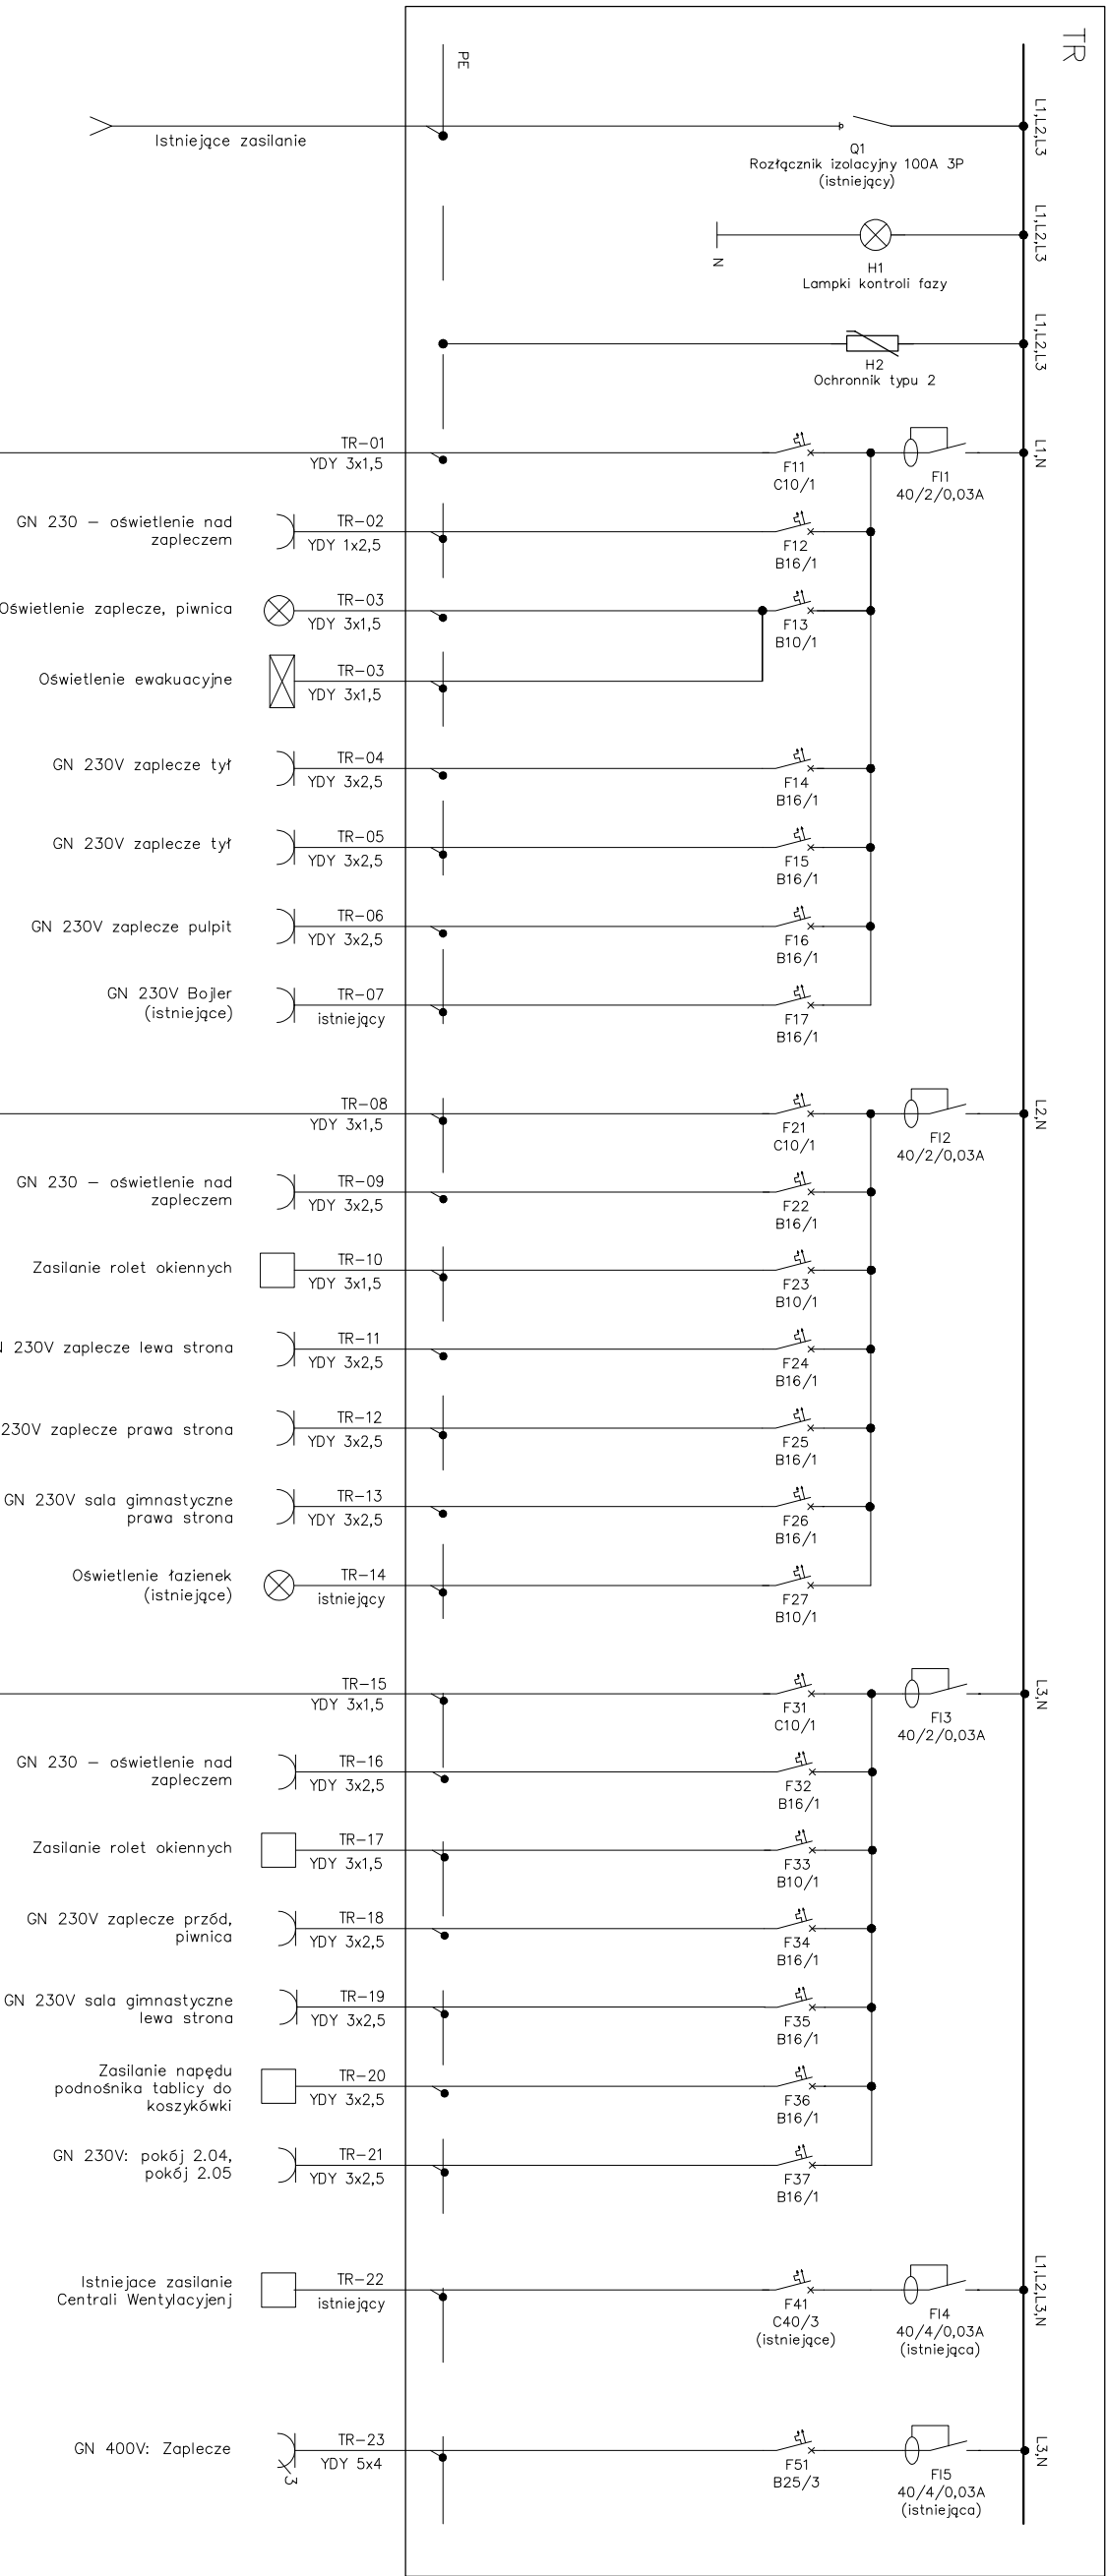 TR
PE
L1,L2,L3
Istniejące zasilanie
Q1
Rozłącznik izolacyjny 100A 3P
(istniejący)
L1,L2,L3
N
H1
Lampki kontroli fazy
L1,L2,L3
H2
Ochronnik typu 2
TR-01
YDY 3x1,5
F11
C10/1
FI1
40/2/0,03A
L1,N
GN 230 – oświetlenie nad
zapleczem
TR-02
YDY 1x2,5
F12
B16/1
Oświetlenie zaplecze, piwnica
TR-03
YDY 3x1,5
F13
B10/1
Oświetlenie ewakuacyjne
TR-03
YDY 3x1,5
GN 230V zaplecze tył
TR-04
YDY 3x2,5
F14
B16/1
GN 230V zaplecze tył
TR-05
YDY 3x2,5
F15
B16/1
GN 230V zaplecze pulpit
TR-06
YDY 3x2,5
F16
B16/1
GN 230V Bojler
(istniejące)
TR-07
istniejący
F17
B16/1
TR-08
YDY 3x1,5
F21
C10/1
FI2
40/2/0,03A
L2,N
GN 230 – oświetlenie nad
zapleczem
TR-09
YDY 3x2,5
F22
B16/1
Zasilanie rolet okiennych
TR-10
YDY 3x1,5
F23
B10/1
230V zaplecze lewa strona
TR-11
YDY 3x2,5
F24
B16/1
230V zaplecze prawa strona
TR-12
YDY 3x2,5
F25
B16/1
GN 230V sala gimnastyczne
prawa strona
TR-13
YDY 3x2,5
F26
B16/1
Oświetlenie łazienek
(istniejące)
TR-14
istniejący
F27
B10/1
TR-15
YDY 3x1,5
F31
C10/1
FI3
40/2/0,03A
L3,N
GN 230 – oświetlenie nad
zapleczem
TR-16
YDY 3x2,5
F32
B16/1
Zasilanie rolet okiennych
TR-17
YDY 3x1,5
F33
B10/1
GN 230V zaplecze przód,
piwnica
TR-18
YDY 3x2,5
F34
B16/1
GN 230V sala gimnastyczne
lewa strona
TR-19
YDY 3x2,5
F35
B16/1
Zasilanie napędu
podnośnika tablicy do
koszykówki
TR-20
YDY 3x2,5
F36
B16/1
GN 230V: pokój 2.04,
pokój 2.05
TR-21
YDY 3x2,5
F37
B16/1
Istniejace zasilanie
Centrali Wentylacyjenj
TR-22
istniejący
F41
C40/3
(istniejące)
FI4
40/4/0,03A
(istniejąca)
L1,L2,L3,N
GN 400V: Zaplecze
3
TR-23
YDY 5x4
F51
B25/3
FI5
40/4/0,03A
(istniejąca)
L3,N